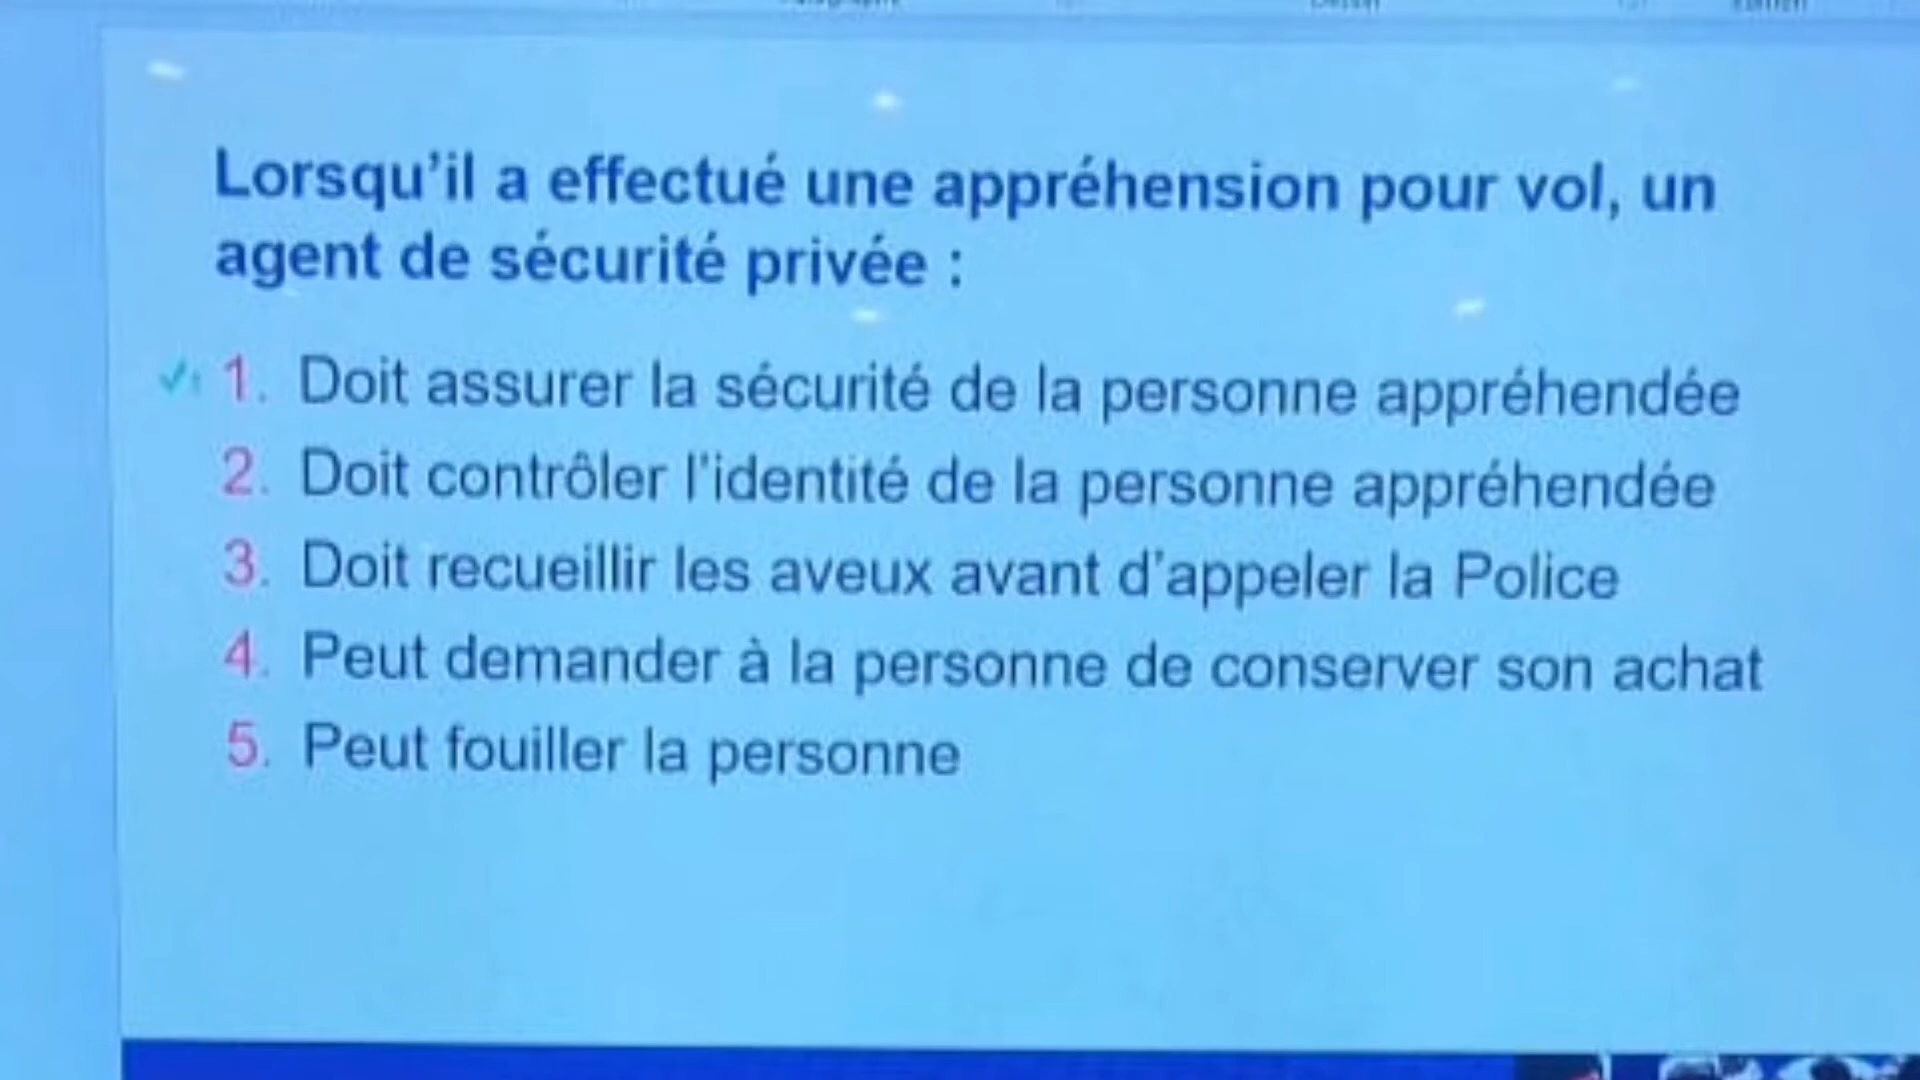 Lorsqu'il a effectué une appréhension pour vol, un
agent de sécurité privée :
1. Doit assurer la sécurité de la personne appréhendée
2. Doit contrôler l'identité de la personne appréhendée
3. Doit recueillir les aveux avant d'appeler la Police
4. Peut demander à la personne de conserver son achat
5. Peut fouiller la personne